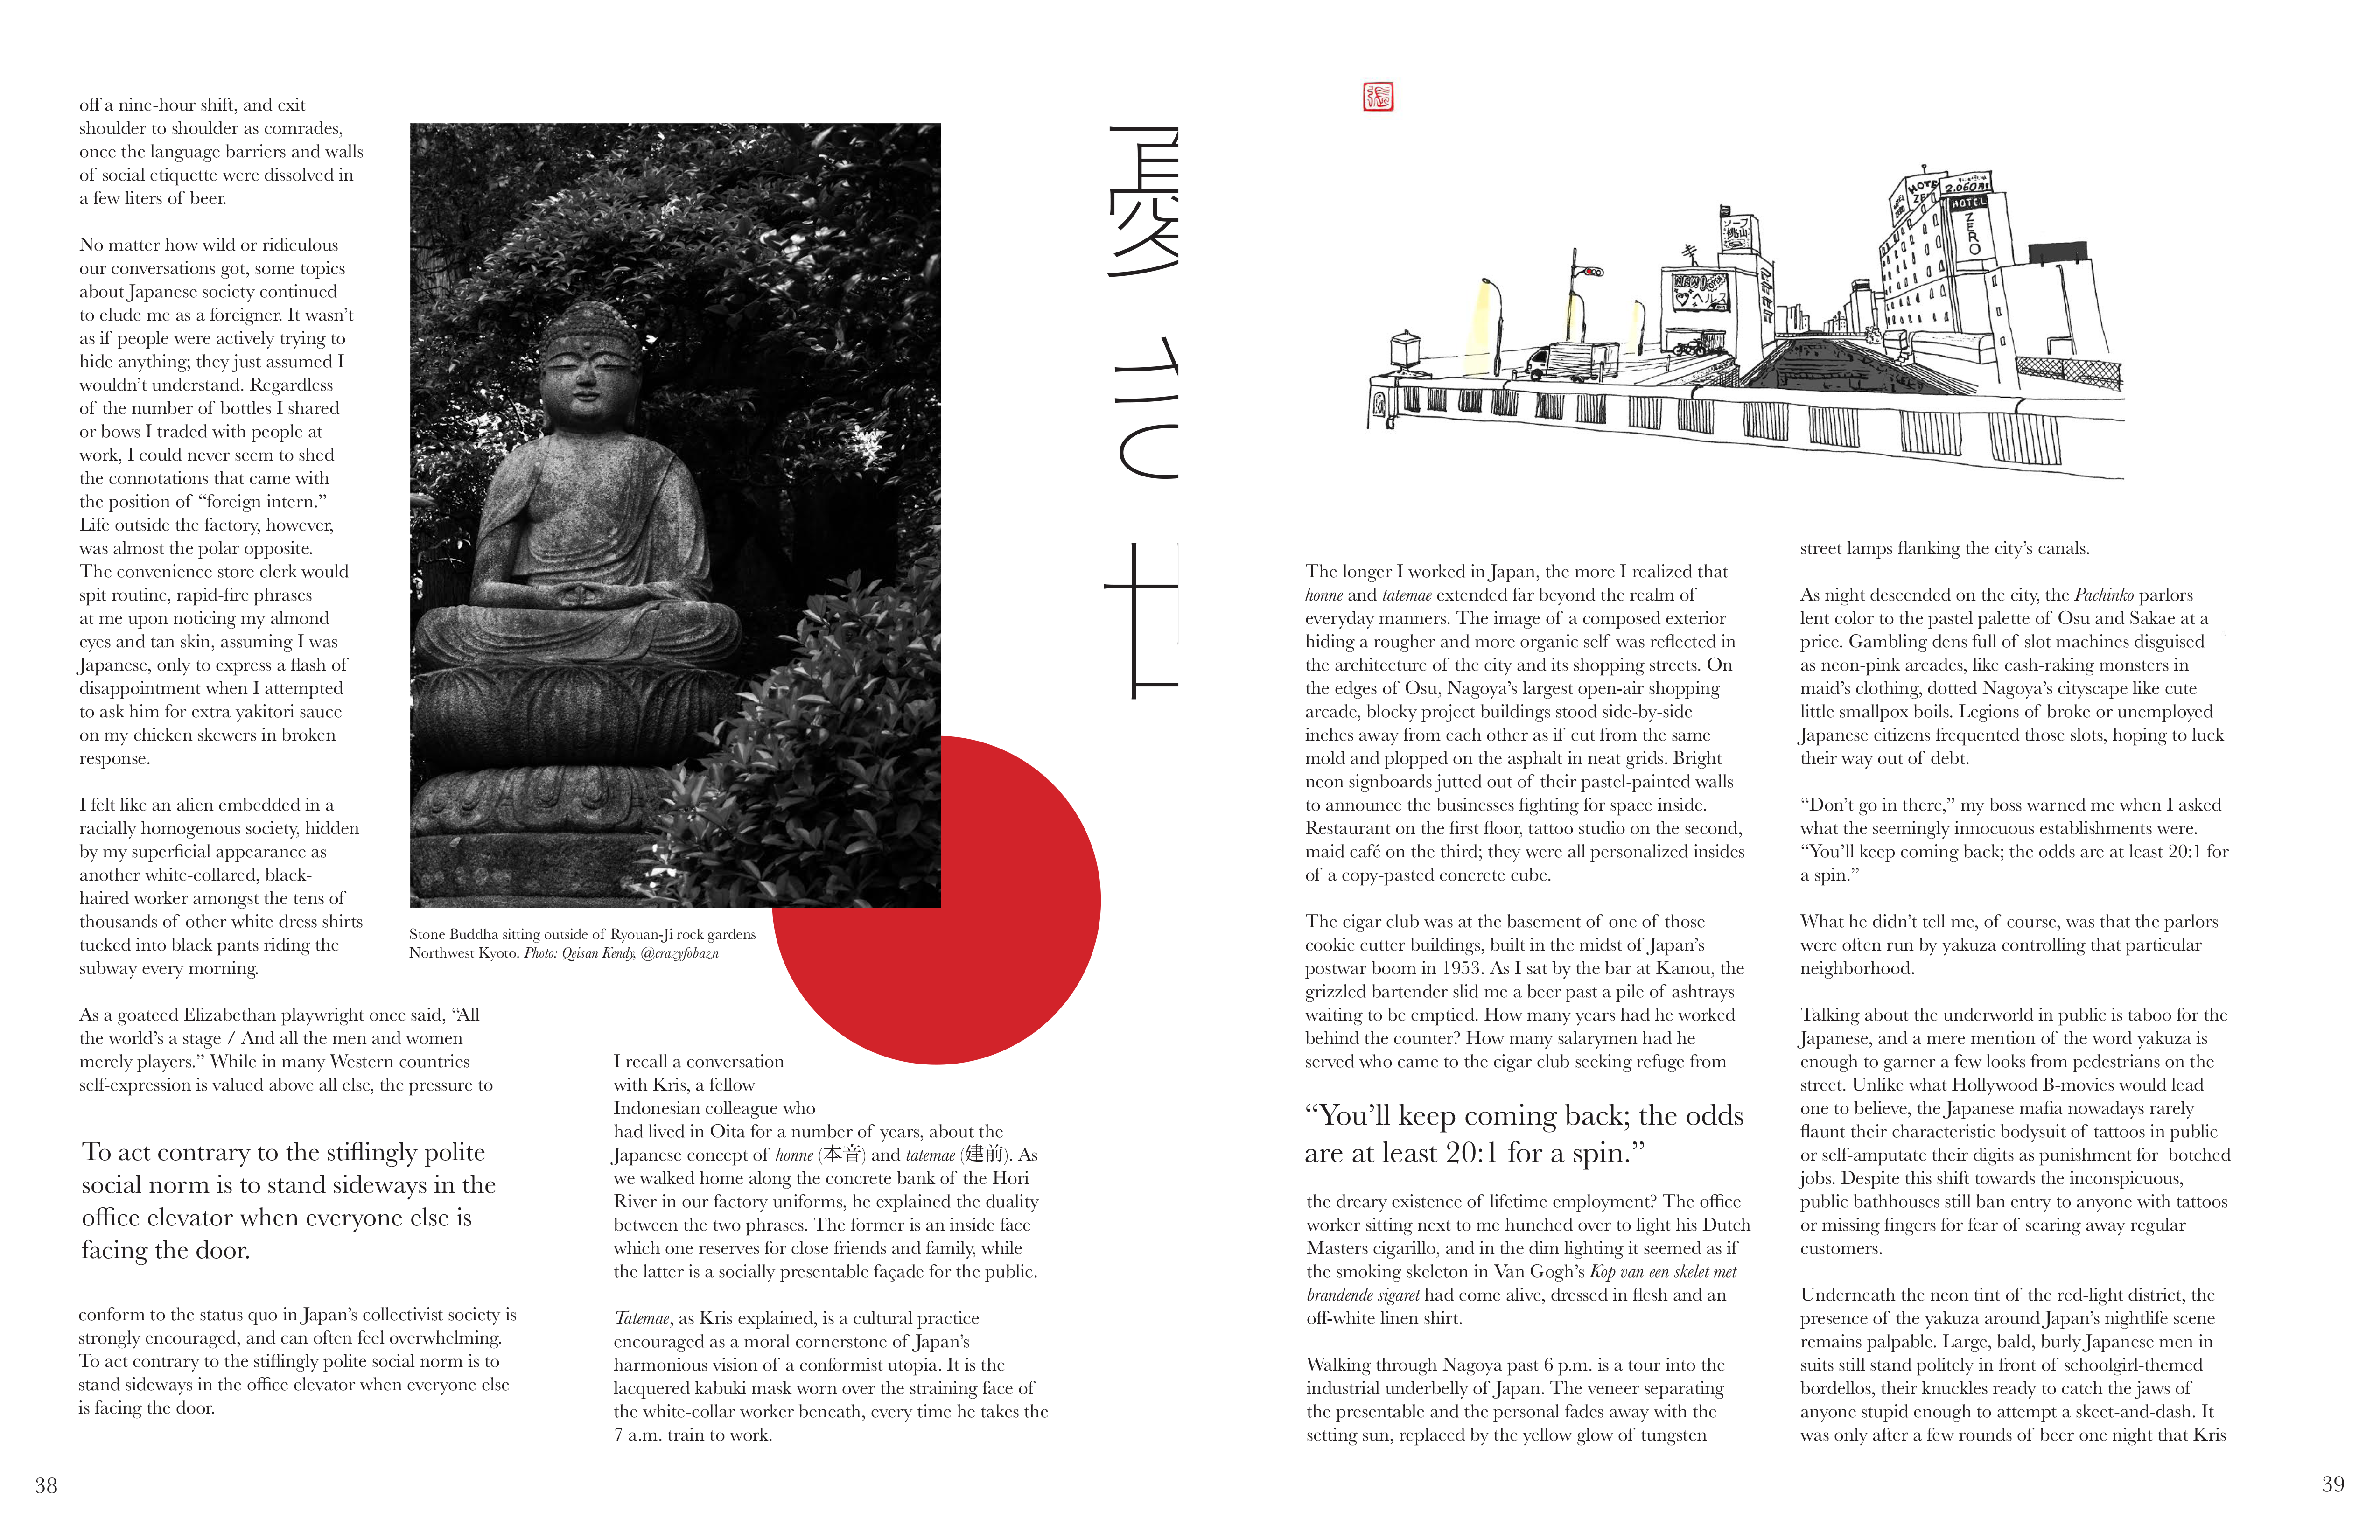 off a nine-hour shift, and exit
shoulder to shoulder as comrades,
once the language barriers and walls
of social etiquette were dissolved in
a few liters of beer.
No matter how wild or ridiculous
our conversations got, some topics
about Japanese society continued
to elude me as a foreigner. It wasn’t
as if people were actively trying to
hide anything; they just assumed I
wouldn’t understand. Regardless
of the number of bottles I shared
or bows I traded with people at
work, I could never seem to shed
the connotations that came with
the position of “foreign intern.”
Life outside the factory, however,
was almost the polar opposite.
The convenience store clerk would
spit routine, rapid-fire phrases
at me upon noticing my almond
eyes and tan skin, assuming I was
Japanese, only to express a flash of
disappointment when I attempted
to ask him for extra yakitori sauce
on my chicken skewers in broken
response.
I felt like an alien embedded in a
racially homogenous society, hidden
by my superficial appearance as
another white-collared, black-
haired worker amongst the tens of
thousands of other white dress shirts
tucked into black pants riding the
subway every morning.
As a goateed Elizabethan playwright once said, “All
the world’s a stage / And all the men and women
merely players.” While in many Western countries
self-expression is valued above all else, the pressure to
To act contrary to the stiflingly polite
social norm is to stand sideways in the
office elevator when everyone else is
facing the door.
conform to the status quo in Japan’s collectivist society is
strongly encouraged, and can often feel overwhelming.
To act contrary to the stiflingly polite social norm is to
stand sideways in the office elevator when everyone else
is facing the door.
Stone Buddha sitting outside of Ryouan-Ji rock gardens—
Northwest Kyoto. Photo: Qeisan Kendy, @crazyfobazn
I recall a conversation
with Kris, a fellow
Indonesian colleague who
had lived in Oita for a number of years, about the
Japanese concept of honne (本音) and tatemae (建前). As
we walked home along the concrete bank of the Hori
River in our factory uniforms, he explained the duality
between the two phrases. The former is an inside face
which one reserves for close friends and family, while
the latter is a socially presentable façade for the public.
Tatemae, as Kris explained, is a cultural practice
encouraged as a moral cornerstone of Japan’s
harmonious vision of a conformist utopia. It is the
lacquered kabuki mask worn over the straining face of
the white-collar worker beneath, every time he takes the
7 a.m. train to work.
38
HOTEL
ZERO
2.060円
HOTEL
ZERO
ソープ
桃山
ヘルス
The longer I worked in Japan, the more I realized that
honne and tatemae extended far beyond the realm of
everyday manners. The image of a composed exterior
hiding a rougher and more organic self was reflected in
the architecture of the city and its shopping streets. On
the edges of Osu, Nagoya’s largest open-air shopping
arcade, blocky project buildings stood side-by-side
inches away from each other as if cut from the same
mold and plopped on the asphalt in neat grids. Bright
neon signboards jutted out of their pastel-painted walls
to announce the businesses fighting for space inside.
Restaurant on the first floor, tattoo studio on the second,
maid café on the third; they were all personalized insides
of a copy-pasted concrete cube.
The cigar club was at the basement of one of those
cookie cutter buildings, built in the midst of Japan’s
postwar boom in 1953. As I sat by the bar at Kanou, the
grizzled bartender slid me a beer past a pile of ashtrays
waiting to be emptied. How many years had he worked
behind the counter? How many salarymen had he
served who came to the cigar club seeking refuge from
“You’ll keep coming back; the odds
are at least 20:1 for a spin.”
the dreary existence of lifetime employment? The office
worker sitting next to me hunched over to light his Dutch
Masters cigarillo, and in the dim lighting it seemed as if
the smoking skeleton in Van Gogh’s Kop van een skelet met
brandende sigaret had come alive, dressed in flesh and an
off-white linen shirt.
Walking through Nagoya past 6 p.m. is a tour into the
industrial underbelly of Japan. The veneer separating
the presentable and the personal fades away with the
setting sun, replaced by the yellow glow of tungsten
street lamps flanking the city’s canals.
As night descended on the city, the Pachinko parlors
lent color to the pastel palette of Osu and Sakae at a
price. Gambling dens full of slot machines disguised
as neon-pink arcades, like cash-raking monsters in
maid’s clothing, dotted Nagoya’s cityscape like cute
little smallpox boils. Legions of broke or unemployed
Japanese citizens frequented those slots, hoping to luck
their way out of debt.
“Don’t go in there,” my boss warned me when I asked
what the seemingly innocuous establishments were.
“You’ll keep coming back; the odds are at least 20:1 for
a spin.”
What he didn’t tell me, of course, was that the parlors
were often run by yakuza controlling that particular
neighborhood.
Talking about the underworld in public is taboo for the
Japanese, and a mere mention of the word yakuza is
enough to garner a few looks from pedestrians on the
street. Unlike what Hollywood B-movies would lead
one to believe, the Japanese mafia nowadays rarely
flaunt their characteristic bodysuit of tattoos in public
or self-amputate their digits as punishment for botched
jobs. Despite this shift towards the inconspicuous,
public bathhouses still ban entry to anyone with tattoos
or missing fingers for fear of scaring away regular
customers.
Underneath the neon tint of the red-light district, the
presence of the yakuza around Japan’s nightlife scene
remains palpable. Large, bald, burly Japanese men in
suits still stand politely in front of schoolgirl-themed
bordellos, their knuckles ready to catch the jaws of
anyone stupid enough to attempt a skeet-and-dash. It
was only after a few rounds of beer one night that Kris
39